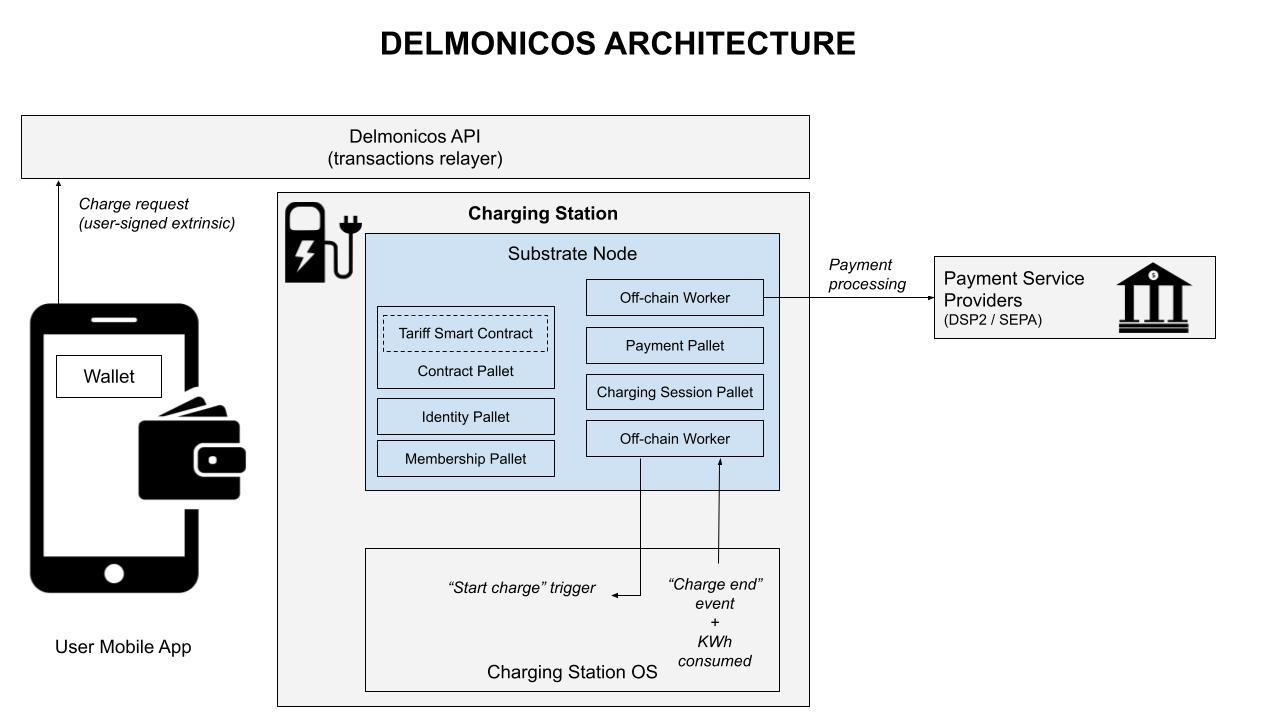 DELMONICOS ARCHITECTURE
Delmonicos API
(transactions relayer)
Charge request
(user-signed extrinsic)
Charging Station
Substrate Node
Off-chain Worker
Payment
processing
Payment Service
Providers
(DSP2 / SEPA)
$
Tariff Smart Contract
Contract Pallet
Payment Pallet
Charging Session Pallet
Identity Pallet
Off-chain Worker
Membership Pallet
Wallet
“Start charge” trigger
“Charge end”
event
+
KWh
consumed
Charging Station OS
User Mobile App